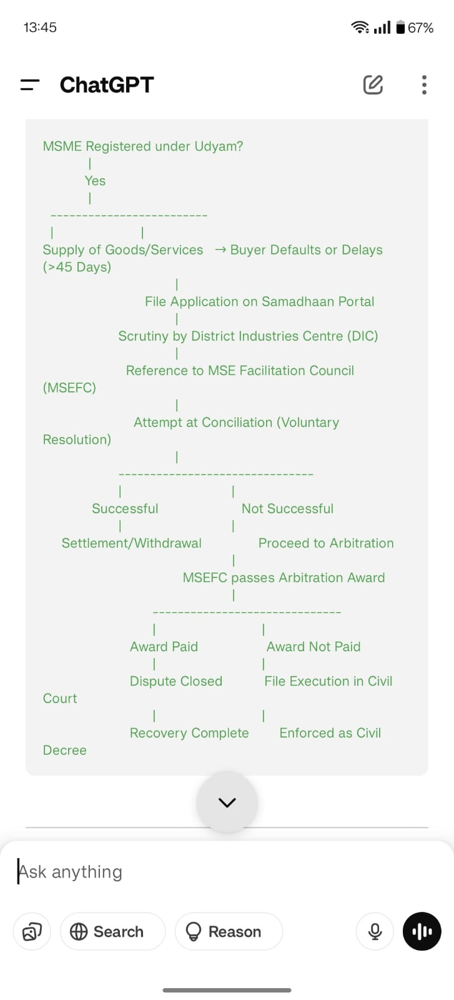 13:45 67%
ChatGPT
MSME Registered under Udyam?
|
Yes
|
-------------------------
| |
Supply of Goods/Services → Buyer Defaults or Delays
(>45 Days)
|
File Application on Samadhaan Portal
|
Scrutiny by District Industries Centre (DIC)
|
Reference to MSE Facilitation Council
(MSEFC)
|
Attempt at Conciliation (Voluntary
Resolution)
|
-------------------------------
| |
Successful Not Successful
| |
Settlement/Withdrawal Proceed to Arbitration
|
MSEFC passes Arbitration Award
|
------------------------------
| |
Award Paid Award Not Paid
| |
Dispute Closed File Execution in Civil
Court
| |
Recovery Complete Enforced as Civil
Decree
Ask anything
Search Reason